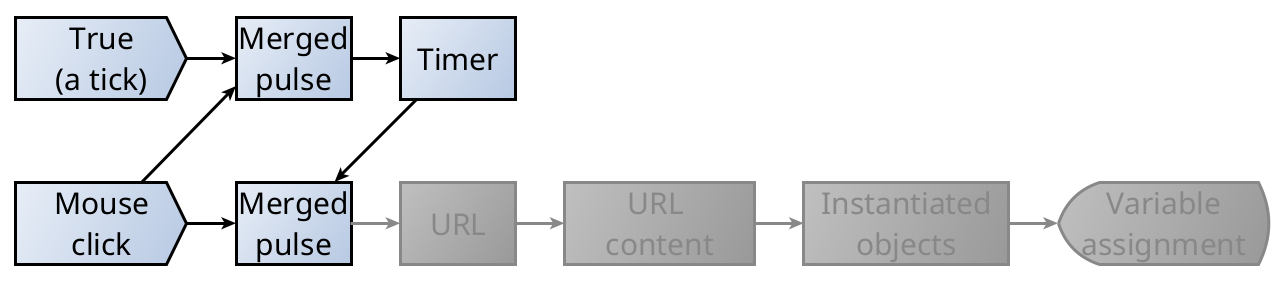 True
(a tick)
Merged
pulse
Timer
Mouse
click
Merged
pulse
URL
URL
content
Instantiated
objects
Variable
assignment